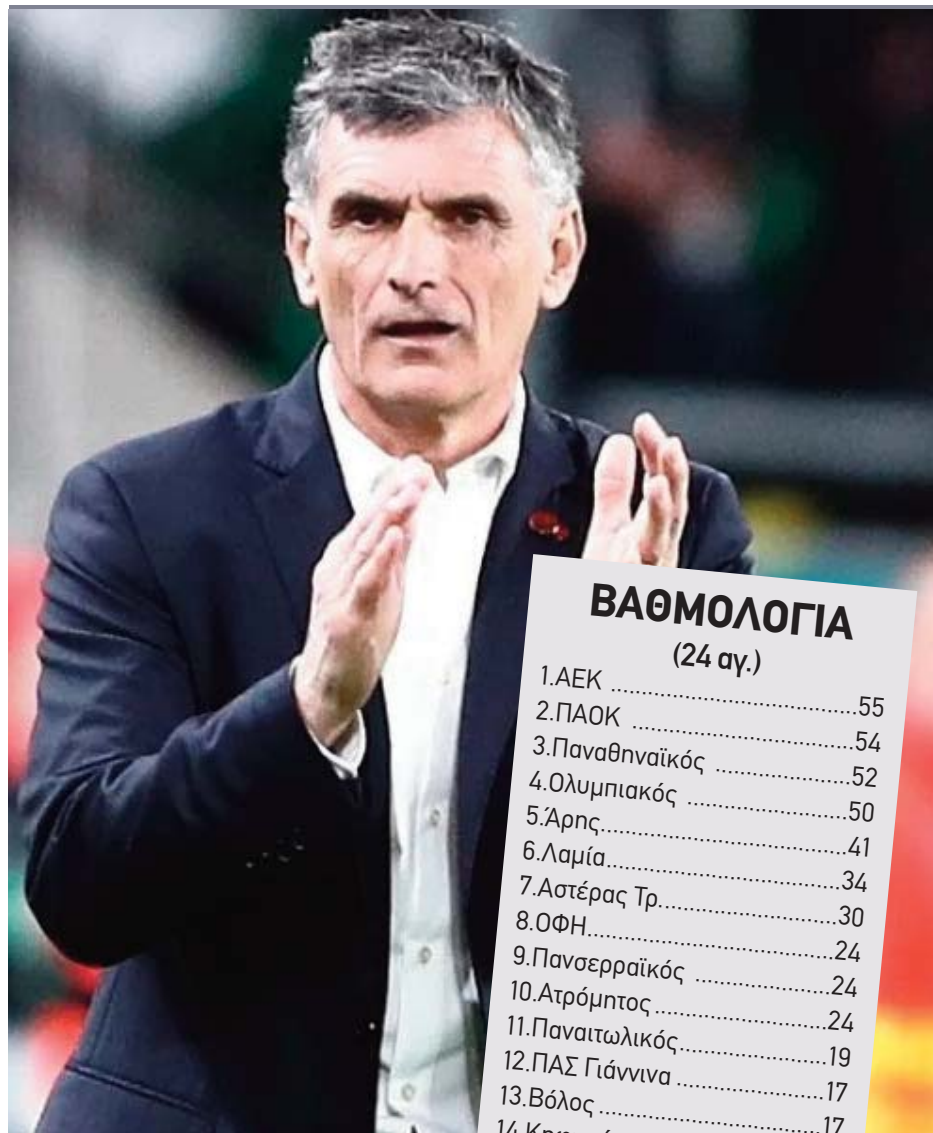 ΒΑΘΜΟΛΟΓΙΑ
(24 αγ.)
1.ΑΕΚ ..........................................55
2.ΠΑΟΚ ......................................54
3.Παναθηναϊκός .......................52
4.Ολυμπιακός ...........................50
5.Άρης..........................................41
6.Λαμία........................................34
7.Αστέρας Τρ..............................30
8.ΟΦΗ..........................................24
9.Πανσερραϊκός .......................24
10.Ατρόμητος.............................24
11.Παναιτωλικός.........................19
12.ΠΑΣ Γιάννινα .........................17
13.Βόλος ......................................17